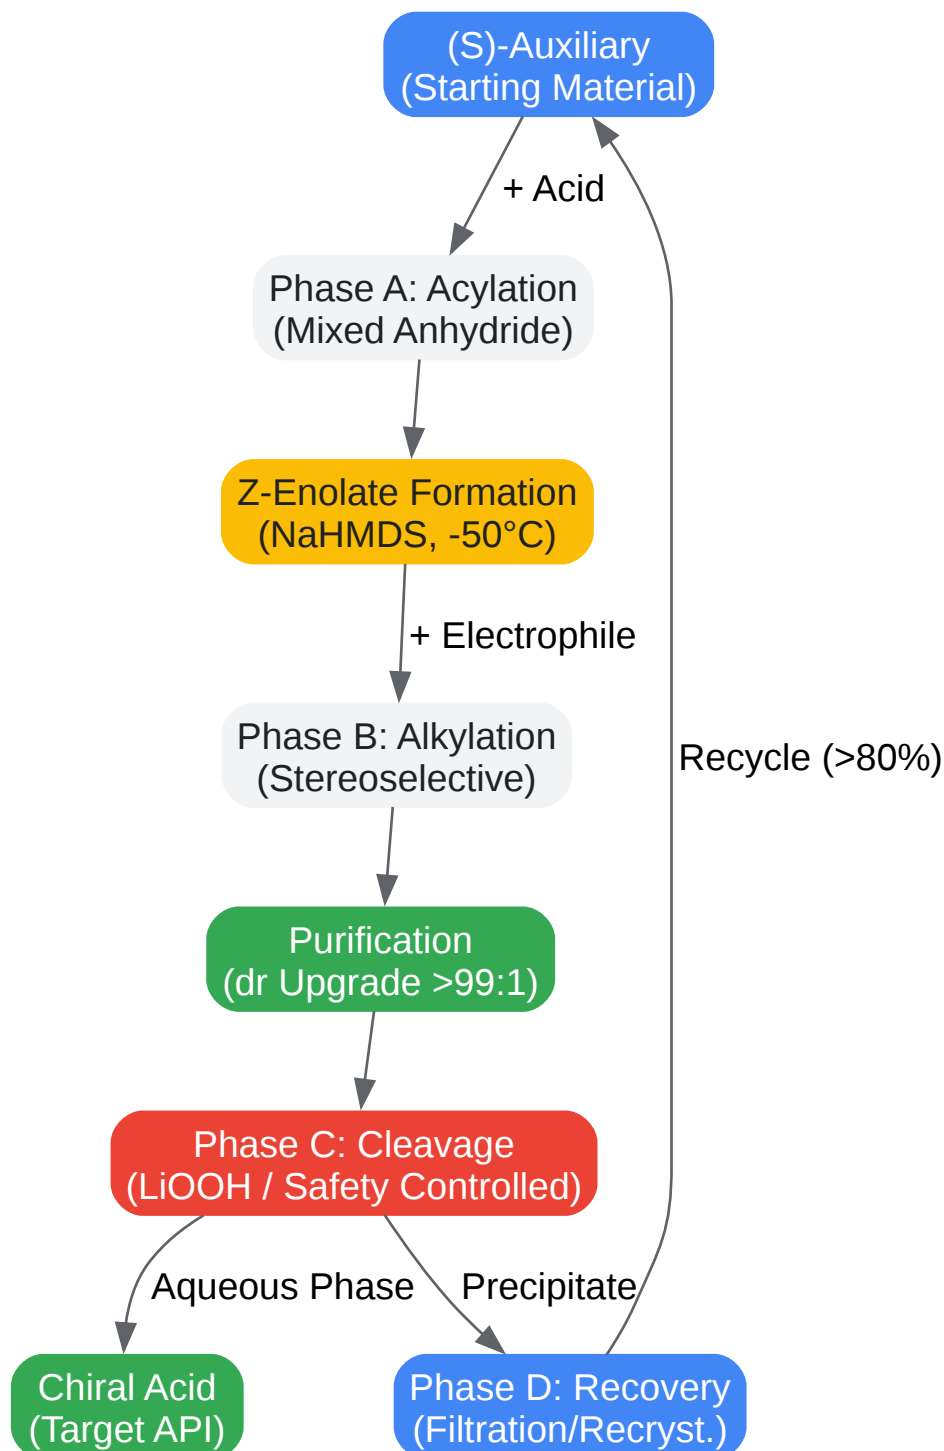 (S)-Auxiliary
(Starting Material)
+ Acid
Phase A: Acylation
(Mixed Anhydride)
Z-Enolate Formation
(NaHMDS, -50°C)
+ Electrophile
Phase B: Alkylation
(Stereoselective)
Recycle (>80%)
Purification
(dr Upgrade >99:1)
Phase C: Cleavage
(LiOOH / Safety Controlled)
Aqueous Phase
Precipitate
Chiral Acid
(Target API)
Phase D: Recovery
(Filtration/Recryst.)